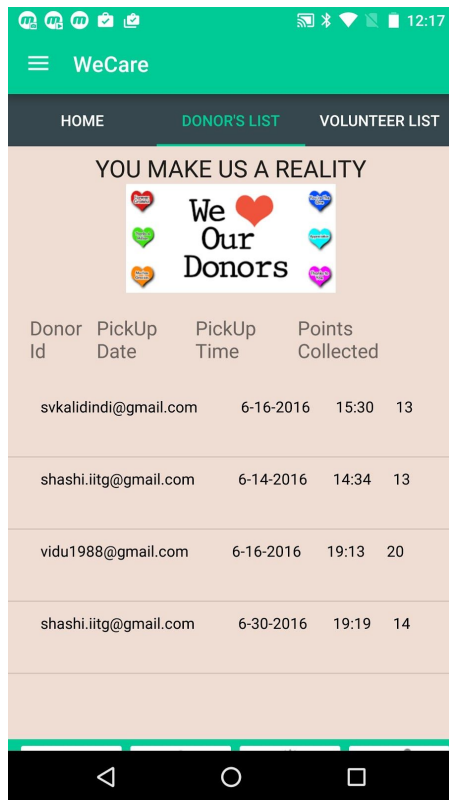 12:17
WeCare
HOME DONOR'S LIST VOLUNTEER LIST
YOU MAKE US A REALITY
We
Our
Donors
Donor Id PickUp Date PickUp Time Points Collected
svkalidindi@gmail.com 6-16-2016 15:30 13
shashi.iitg@gmail.com 6-14-2016 14:34 13
vidu1988@gmail.com 6-16-2016 19:13 20
shashi.iitg@gmail.com 6-30-2016 19:19 14